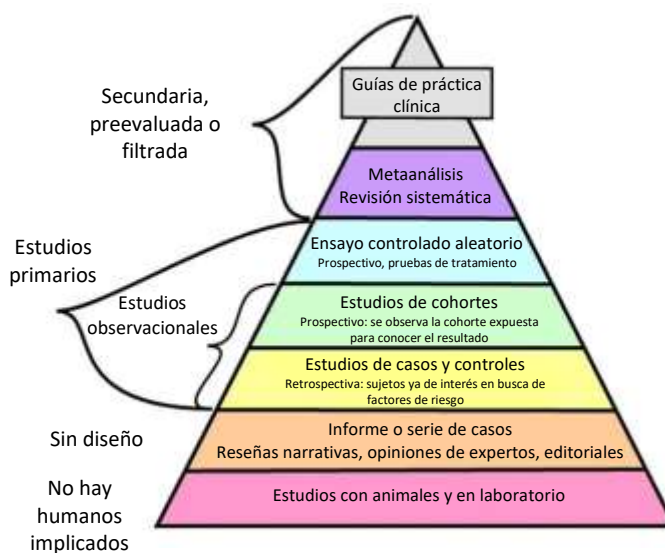 Guías de práctica
clínica
Secundaria,
preevaluada o
filtrada
Metaanálisis
Revisión sistemática
Estudios
primarios
Ensayo controlado aleatorio
Prospectivo, pruebas de tratamiento
Estudios
observacionales
Estudios de cohortes
Prospectivo: se observa la cohorte expuesta
para conocer el resultado
Estudios de casos y controles
Retrospectiva: sujetos ya de interés en busca de
factores de riesgo
Sin diseño
Informe o serie de casos
Reseñas narrativas, opiniones de expertos, editoriales
No hay
humanos
implicados
Estudios con animales y en laboratorio